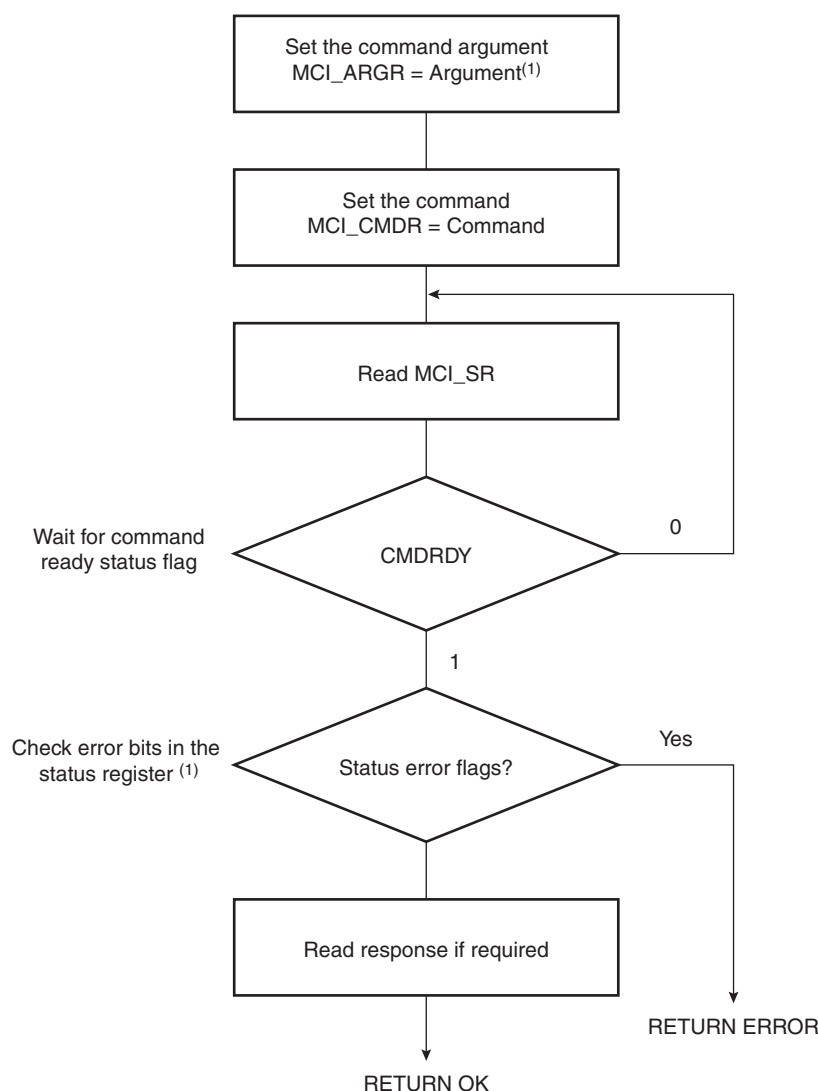 Set the command argument
MCI_ARGR = Argument(1)
Set the command
MCI_CMDR = Command
Read MCI_SR
Wait for command
ready status flag
CMDRDY
0
1
Check error bits in the
status register (1)
Status error flags?
Yes
Read response if required
RETURN ERROR
RETURN OK